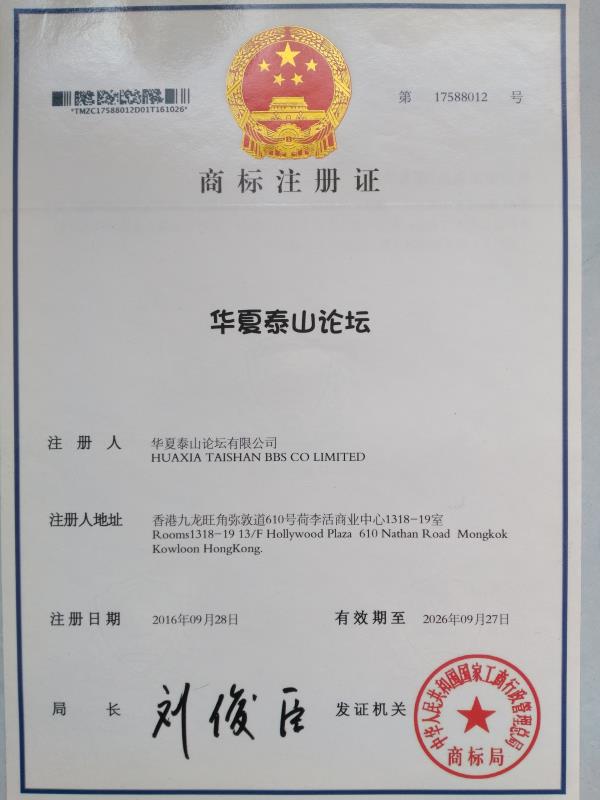 *TMZC17588012D01T161026*
第 17588012 号
商标注册证
华夏泰山论坛
注册人 华夏泰山论坛有限公司
HUAXIA TAISHAN BBS CO LIMITED
注册人地址 香港九龙旺角弥敦道610号荷李活商业中心1318-19室
Rooms1318-19 13/F Hollywood Plaza 610 Nathan Road Mongkok
Kowloon HongKong.
注册日期 2016年09月28日 有效期至 2026年09月27日
局长 刘俊臣 发证机关
中华人民共和国国家工商行政管理总局
商标局